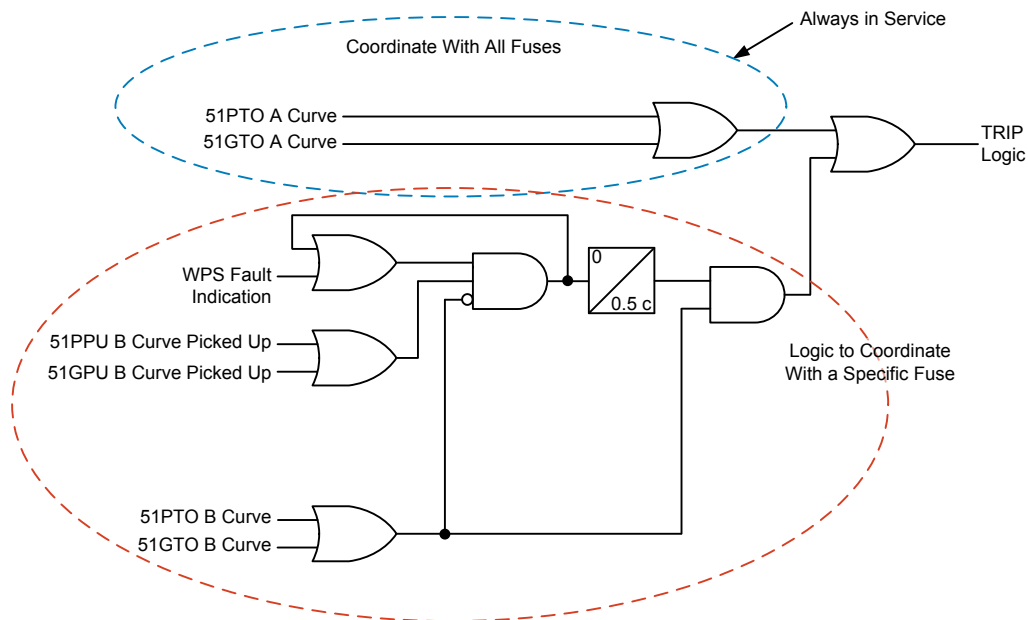 Always in Service
Coordinate With All Fuses
51PTO A Curve
51GTO A Curve
TRIP
Logic
WPS Fault
Indication
0
0.5 c
51PPU B Curve Picked Up
51GPU B Curve Picked Up
Logic to Coordinate
With a Specific Fuse
51PTO B Curve
51GTO B Curve